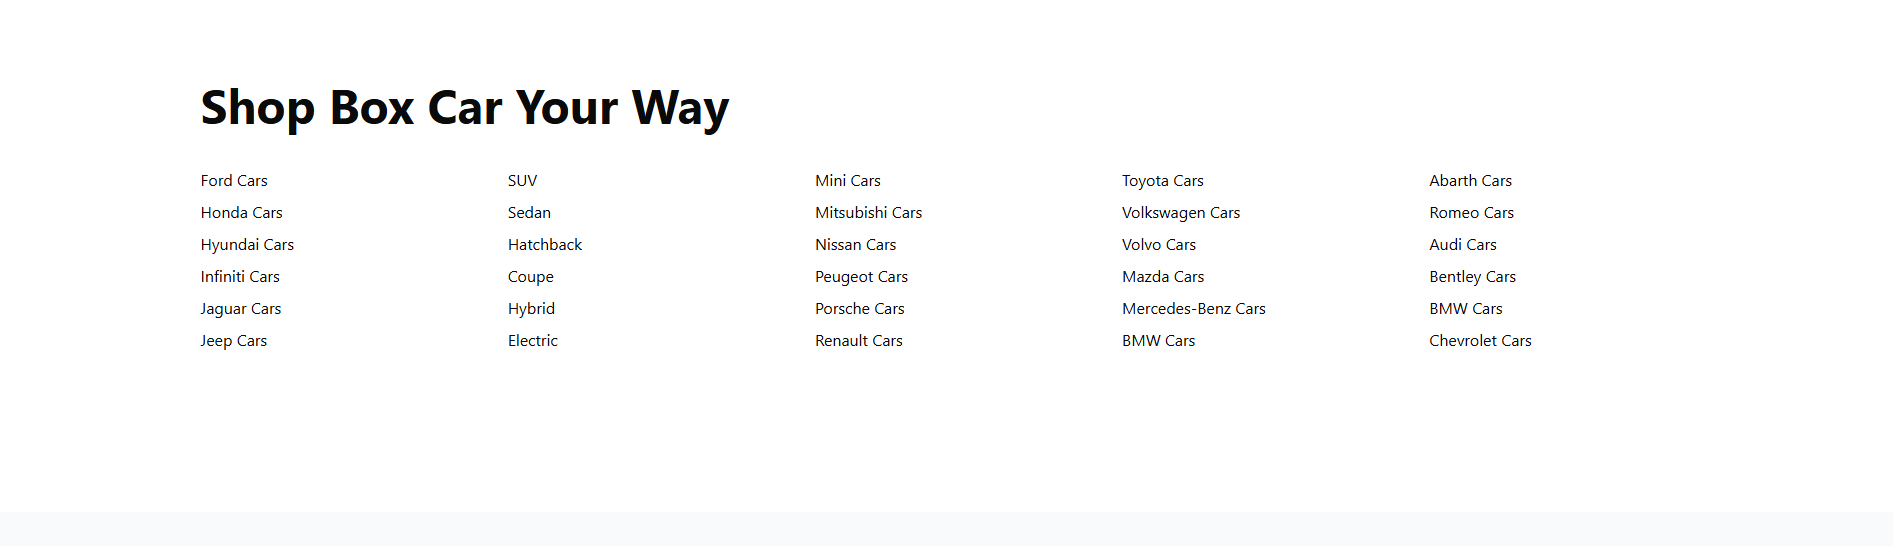 Shop Box Car Your Way
Ford Cars
Honda Cars
Hyundai Cars
Infiniti Cars
Jaguar Cars
Jeep Cars
SUV
Sedan
Hatchback
Coupe
Hybrid
Electric
Mini Cars
Mitsubishi Cars
Nissan Cars
Peugeot Cars
Porsche Cars
Renault Cars
Toyota Cars
Volkswagen Cars
Volvo Cars
Mazda Cars
Mercedes-Benz Cars
BMW Cars
Abarth Cars
Romeo Cars
Audi Cars
Bentley Cars
BMW Cars
Chevrolet Cars